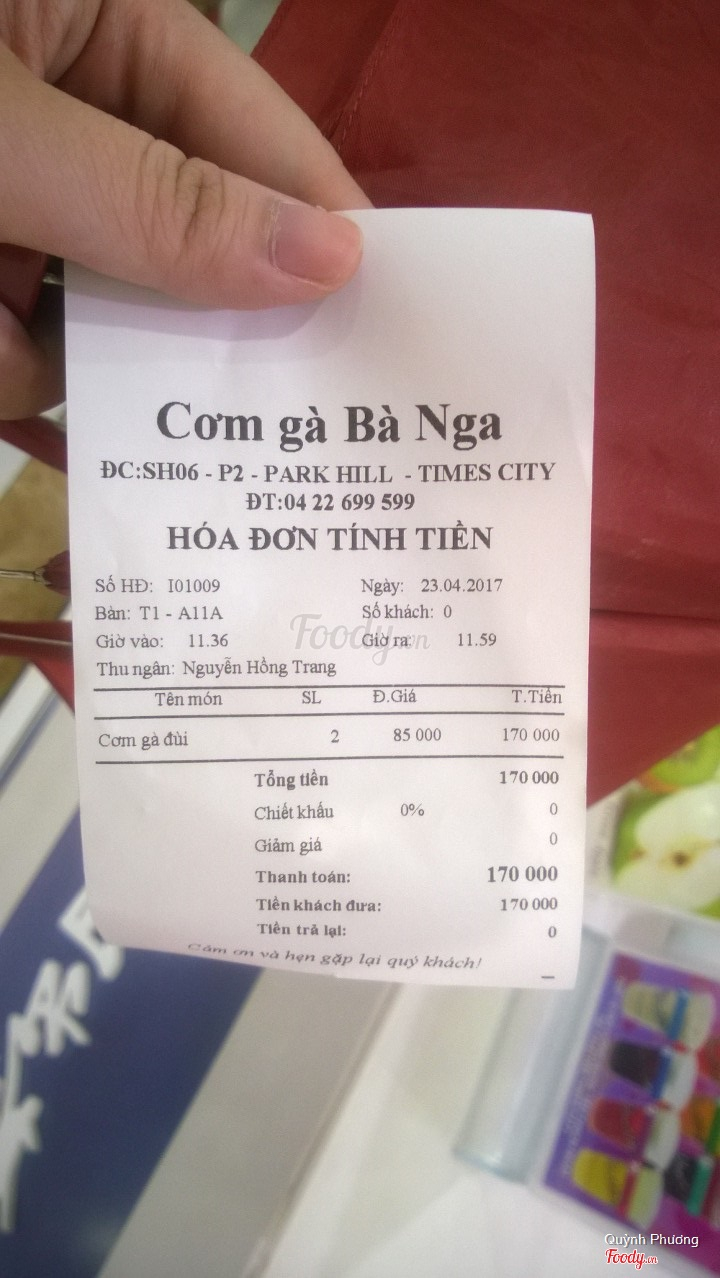 Cơm gà Bà Nga
ĐC:SH06 - P2 - PARK HILL - TIMES CITY
ĐT:04 22 699 599
HÓA ĐƠN TÍNH TIỀN
Số HĐ: I01009 Ngày: 23.04.2017
Bàn: T1 - A11A Số khách: 0
Giờ vào: 11.36 Giờ ra: 11.59
Foody.vn
Thu ngân: Nguyễn Hồng Trang
Tên món SL Đ.Giá T.Tiền
Cơm gà đùi 2 85 000 170 000
Tổng tiền 170 000
Chiết khấu 0% 0
Giảm giá 0
Thanh toán: 170 000
Tiền khách đưa: 170 000
Tiền trả lại: 0
Cảm ơn và hẹn gặp lại quý khách!
Quỳnh Phương
Foody.vn